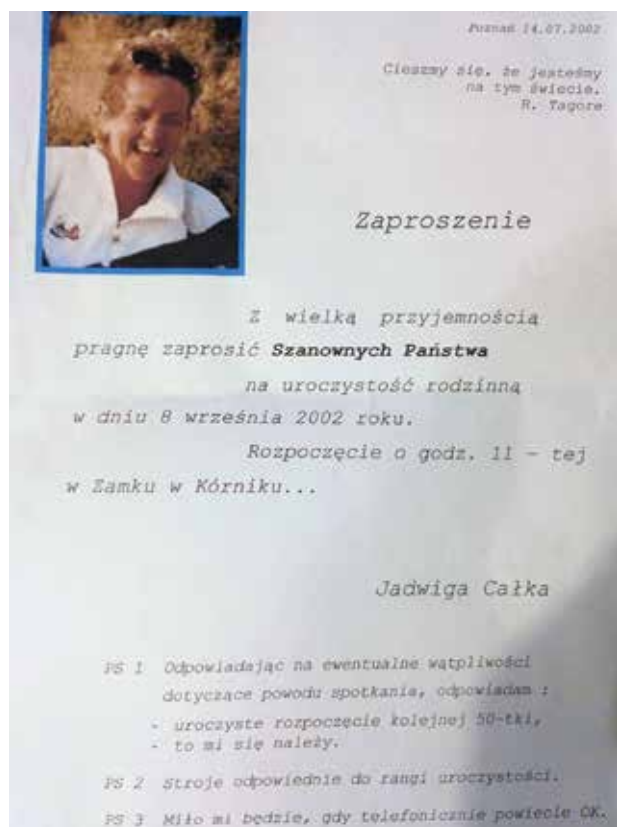 Poznań 14.07.2002
Cieszmy się, że jesteśmy
na tym świecie.
R. Tagore
Zaproszenie
Z wielką przyjemnością
pragnę zaprosić Szanownych Państwa
na uroczystość rodzinną
w dniu 8 września 2002 roku.
Rozpoczęcie o godz. 11 - tej
w Zamku w Kórniku...
Jadwiga Całka
PS 1 Odpowiadając na ewentualne wątpliwości
dotyczące powodu spotkania, odpowiadam :
- uroczyste rozpoczęcie kolejnej 50-tki,
- to mi się należy.
PS 2 Stroje odpowiednie do rangi uroczystości.
PS 3 Miło mi będzie, gdy telefonicznie powiecie OK.